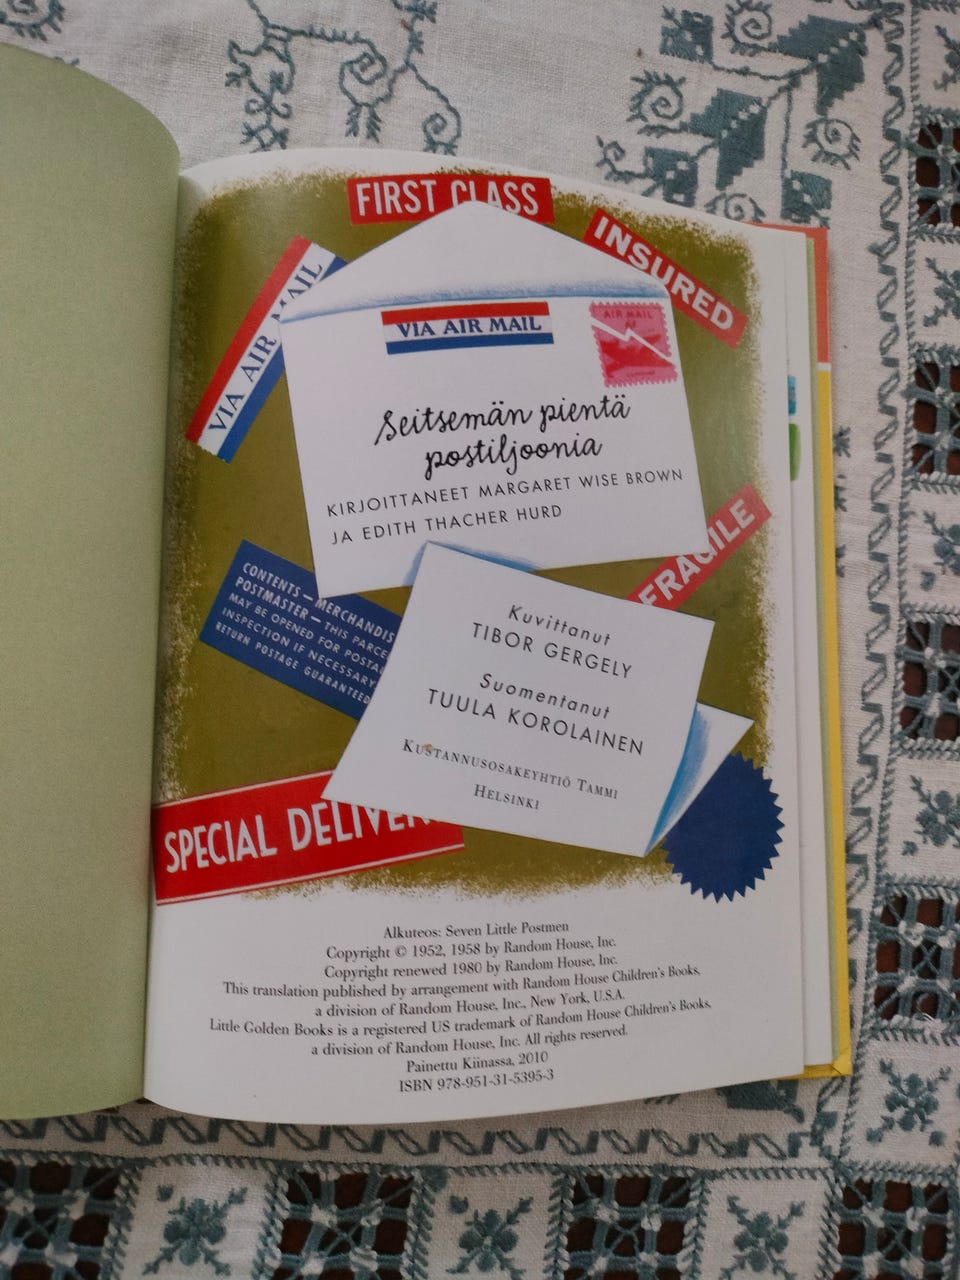 FIRST CLASS
INSURED
VIA AIR MAIL
VIA AIR MAIL
AIR MAIL
Seitsemän pientä
postiljoonia
KIRJOITTANEET MARGARET WISE BROWN
JA EDITH THACHER HURD
FRAGILE
CONTENTS — MERCHANDIS
POSTMASTER — THIS PARCE
MAY BE OPENED FOR POSTA
INSPECTION IF NECESSARY
RETURN POSTAGE GUARANTEED
Kuvittanut
TIBOR GERGELY
Suomentanut
TUULA KOROLAINEN
KUSTANNUSOSAKEYHTIÖ TAMMI
HELSINKI
SPECIAL DELIVER
Alkuteos: Seven Little Postmen
Copyright © 1952, 1958 by Random House, Inc.
Copyright renewed 1980 by Random House, Inc.
This translation published by arrangement with Random House Children's Books,
a division of Random House, Inc., New York, U.S.A.
Little Golden Books is a registered US trademark of Random House Children's Books,
a division of Random House, Inc. All rights reserved.
Painettu Kiinassa, 2010
ISBN 978-951-31-5395-3